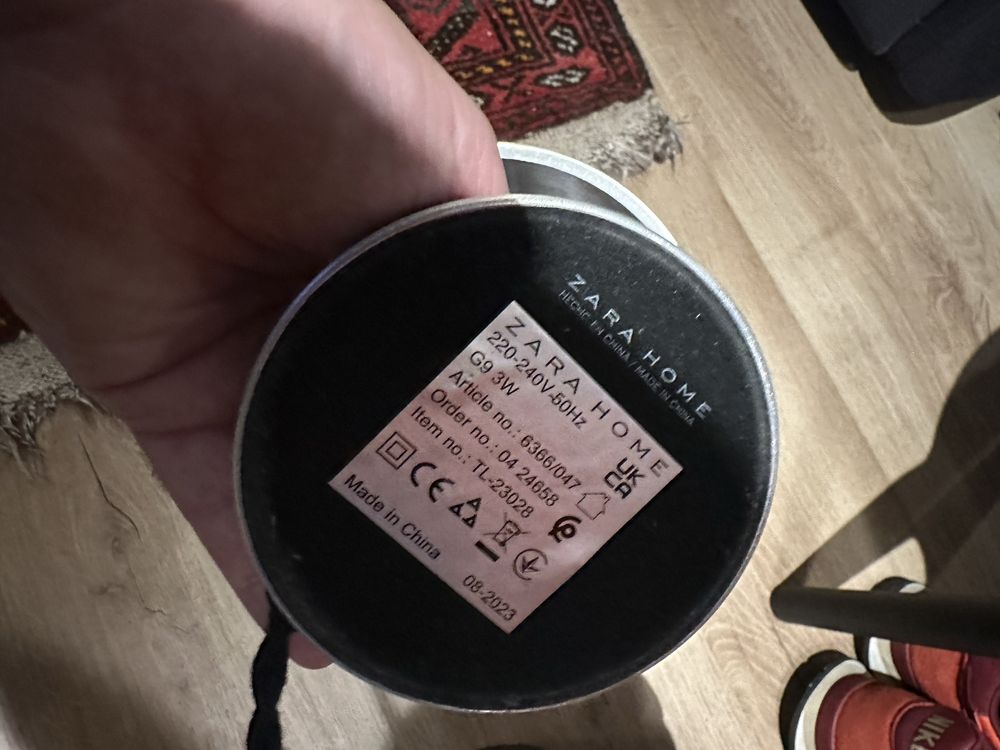 ZARA HOME
HECHO EN CHINA / MADE IN CHINA
ZARA HOME
220-240V~50Hz
G9 3W
Article no.: 6366/047
Order no.: 04 24658
Item no.: TL-23028
UK
CA
CE
Made in China
08-2023
NIK